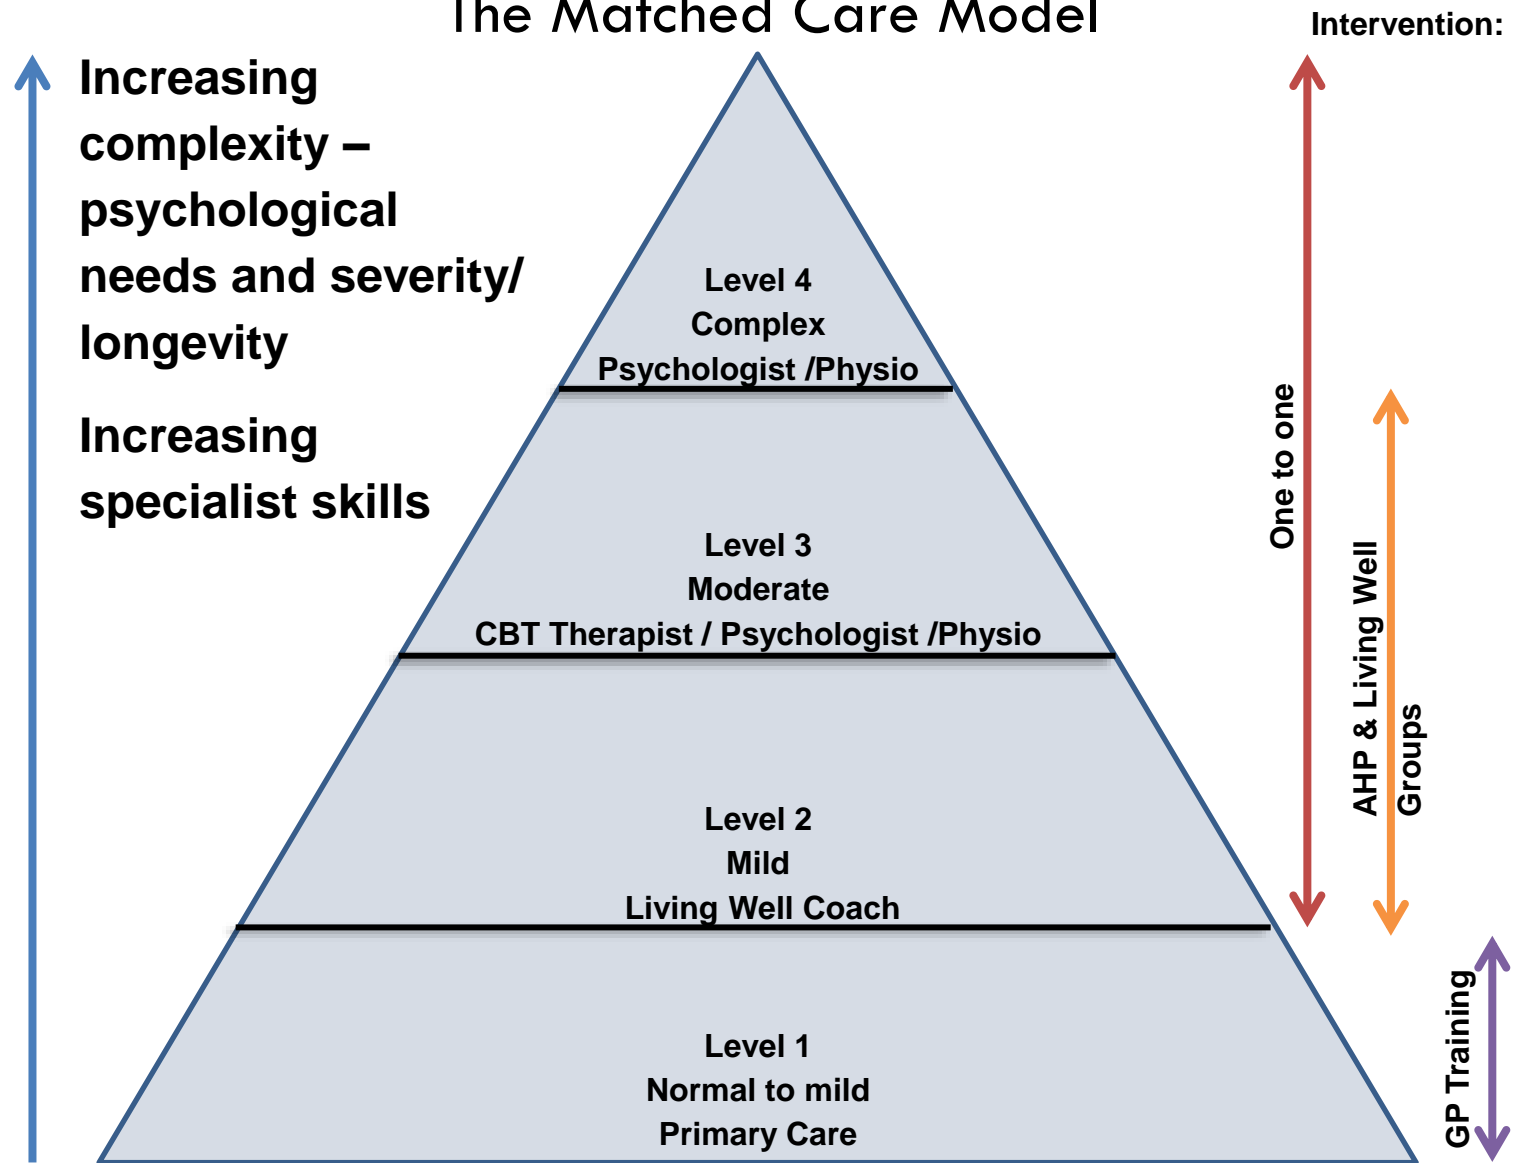 The Matched Care Model
Intervention:
Increasing
complexity –
psychological
needs and severity/
longevity
Increasing
specialist skills
Level 4
Complex
Psychologist /Physio
Level 3
Moderate
CBT Therapist / Psychologist /Physio
Level 2
Mild
Living Well Coach
Level 1
Normal to mild
Primary Care
One to one
AHP & Living Well
Groups
GP Training